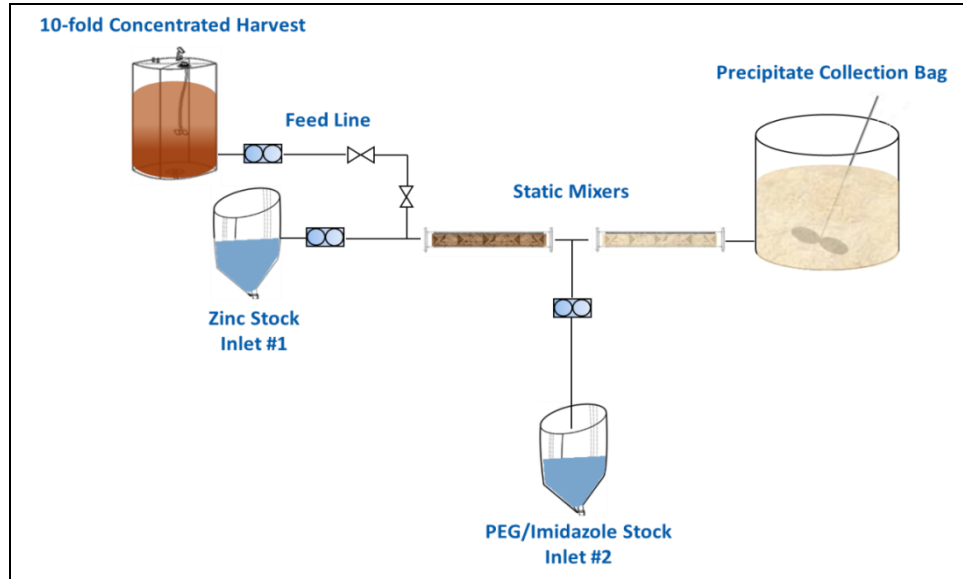 10-fold Concentrated Harvest
Precipitate Collection Bag
Feed Line
Static Mixers
Zinc Stock
Inlet #1
PEG/Imidazole Stock
Inlet #2